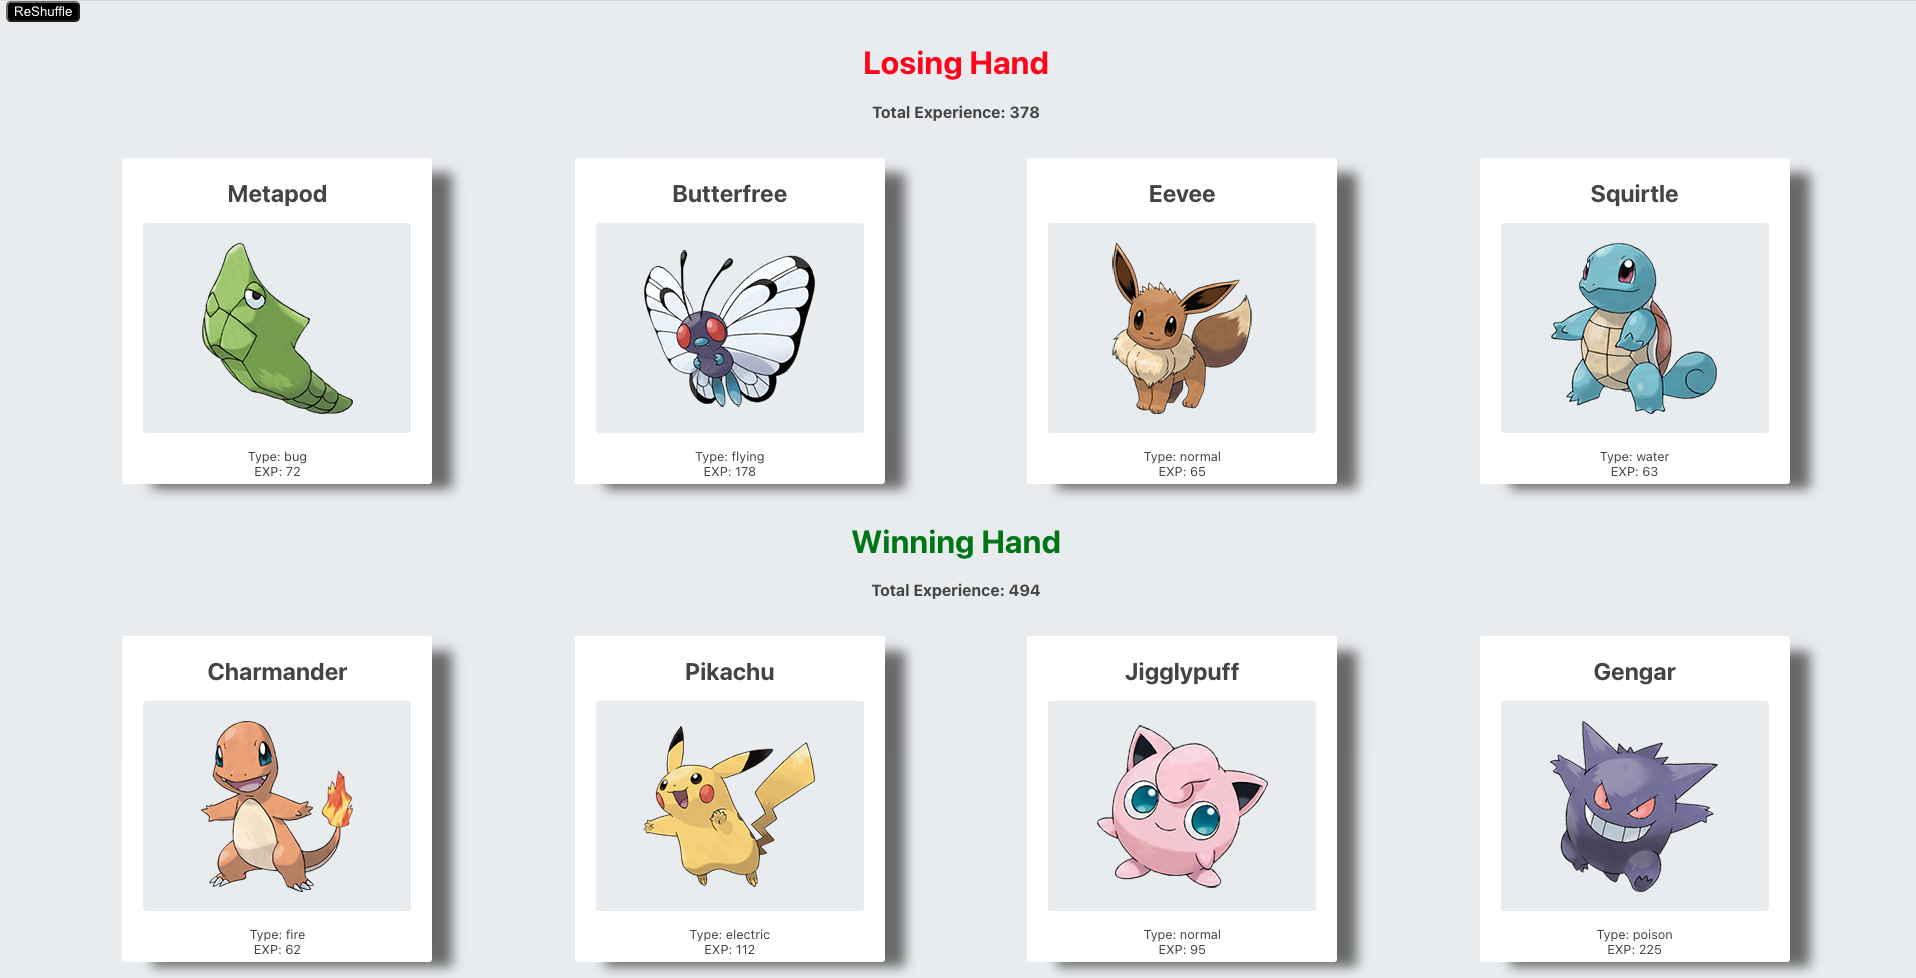 ReShuffle
Losing Hand
Total Experience: 378
Metapod
Type: bug
EXP: 72
Butterfree
Type: flying
EXP: 178
Eevee
Type: normal
EXP: 65
Squirtle
Type: water
EXP: 63
Winning Hand
Total Experience: 494
Charmander
Type: fire
EXP: 62
Pikachu
Type: electric
EXP: 112
Jigglypuff
Type: normal
EXP: 95
Gengar
Type: poison
EXP: 225